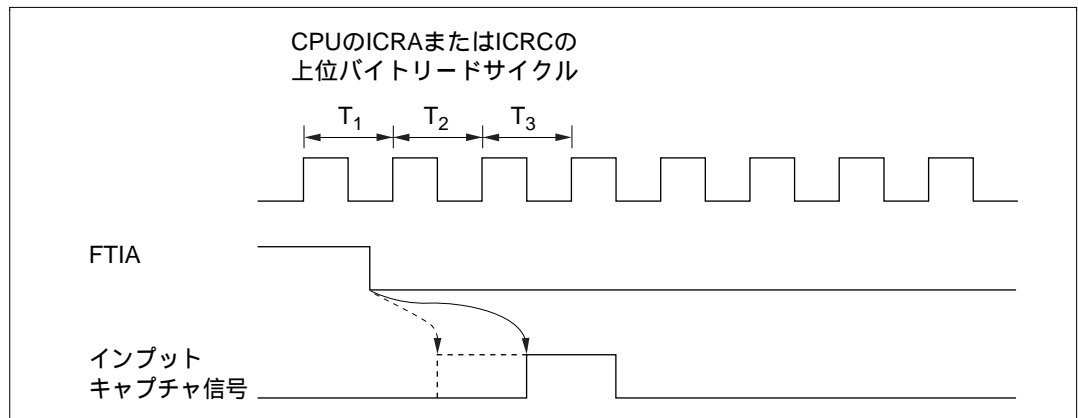 CPUのICRAまたはICRCの
上位バイトリードサイクル
T1 T2 T3
FTIA
インプット
キャプチャ信号